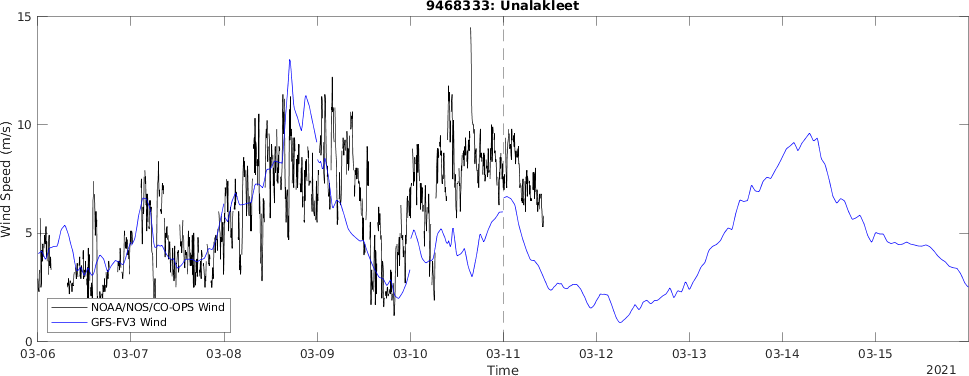 9468333: Unalakleet
15
10
5
0
Wind Speed (m/s)
NOAA/NOS/CO-OPS Wind
GFS-FV3 Wind
03-06 03-07 03-08 03-09 03-10 03-11 03-12 03-13 03-14 03-15
Time
2021